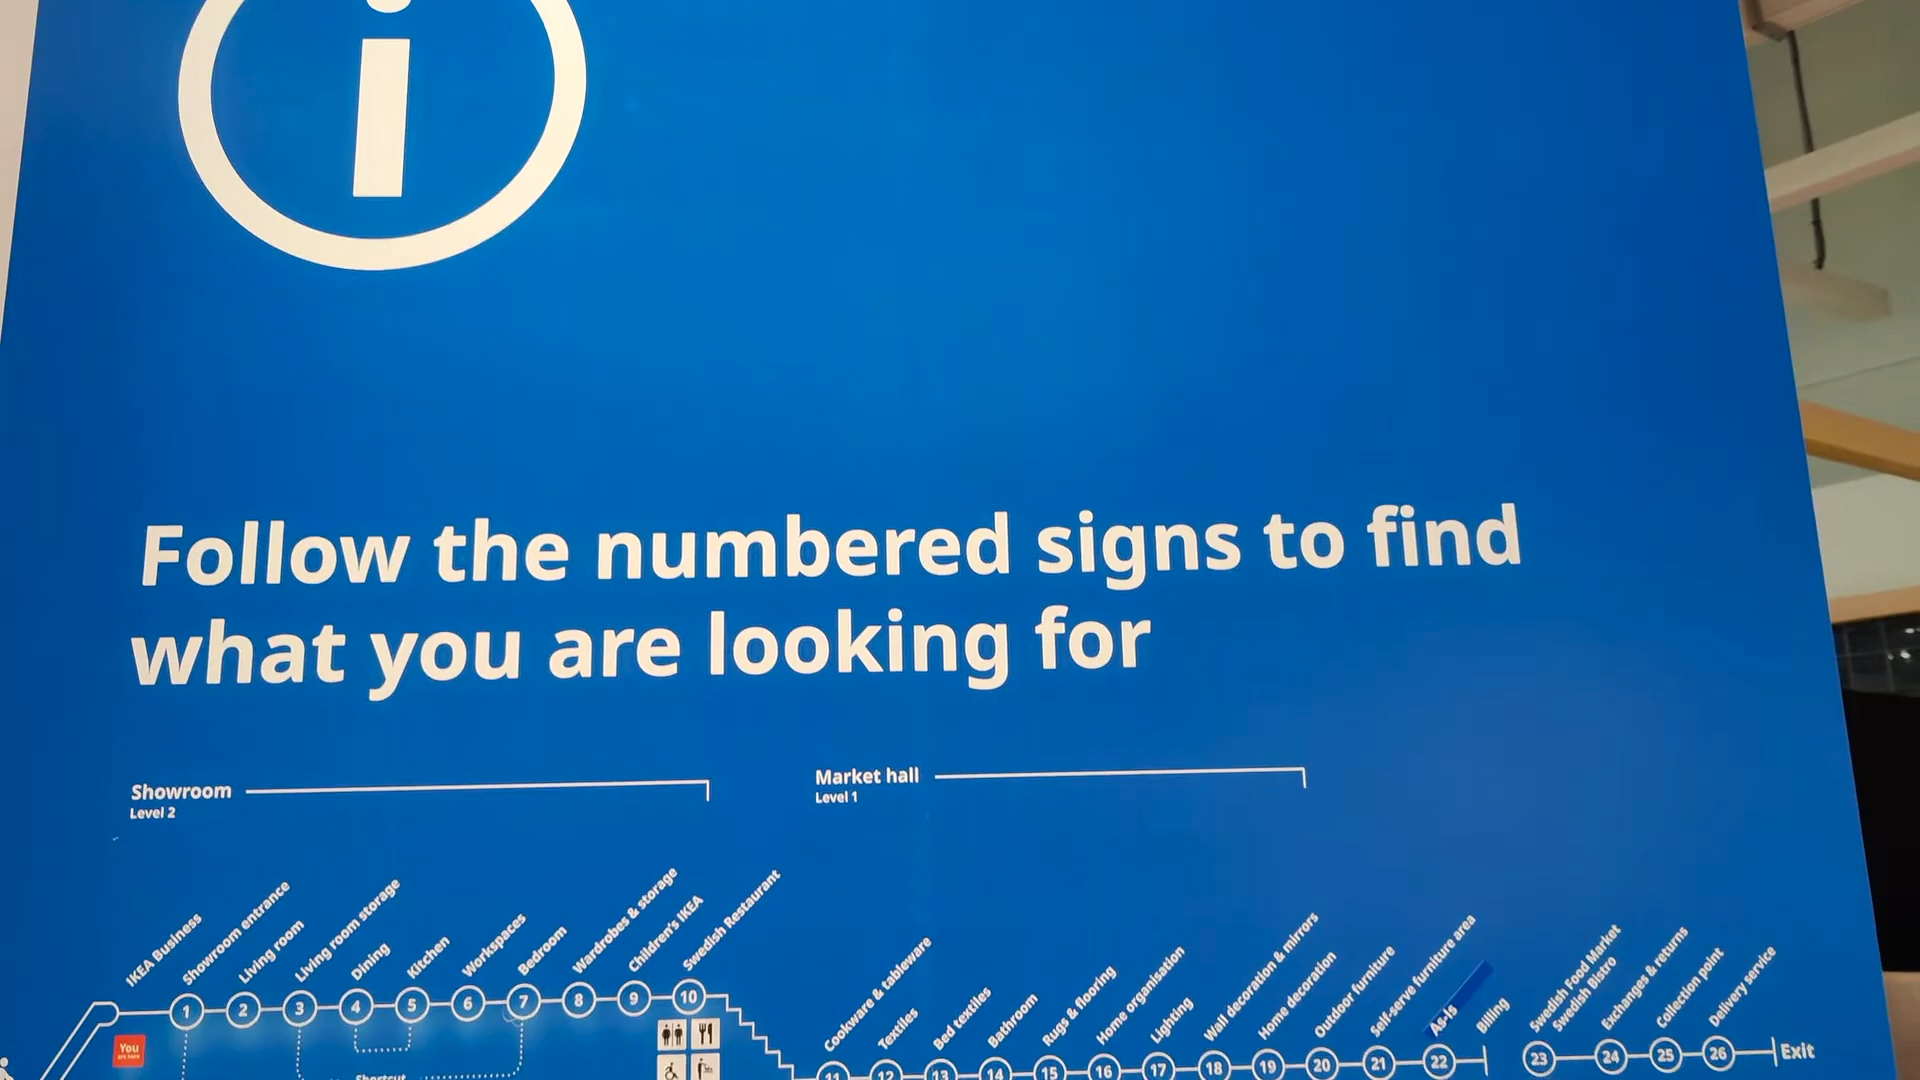 i
Follow the numbered signs to find
what you are looking for
Showroom
Level 2
Market hall
Level 1
IKEA Business
Showroom entrance
Living room
Living room storage
Dining
Kitchen
Workspaces
Bedroom
Wardrobes & storage
Children's IKEA
Swedish Restaurant
1 2 3 4 5 6 7 8 9 10
You
are here
Shortcut
Cookware & tableware
Textiles
Bed textiles
Bathroom
Rugs & flooring
Home organisation
Lighting
Wall decoration & mirrors
Home decoration
Outdoor furniture
Self-serve furniture area
As-Is
Billing
Swedish Food Market
Swedish Bistro
Exchanges & returns
Collection point
Delivery service
11 12 13 14 15 16 17 18 19 20 21 22 23 24 25 26 Exit